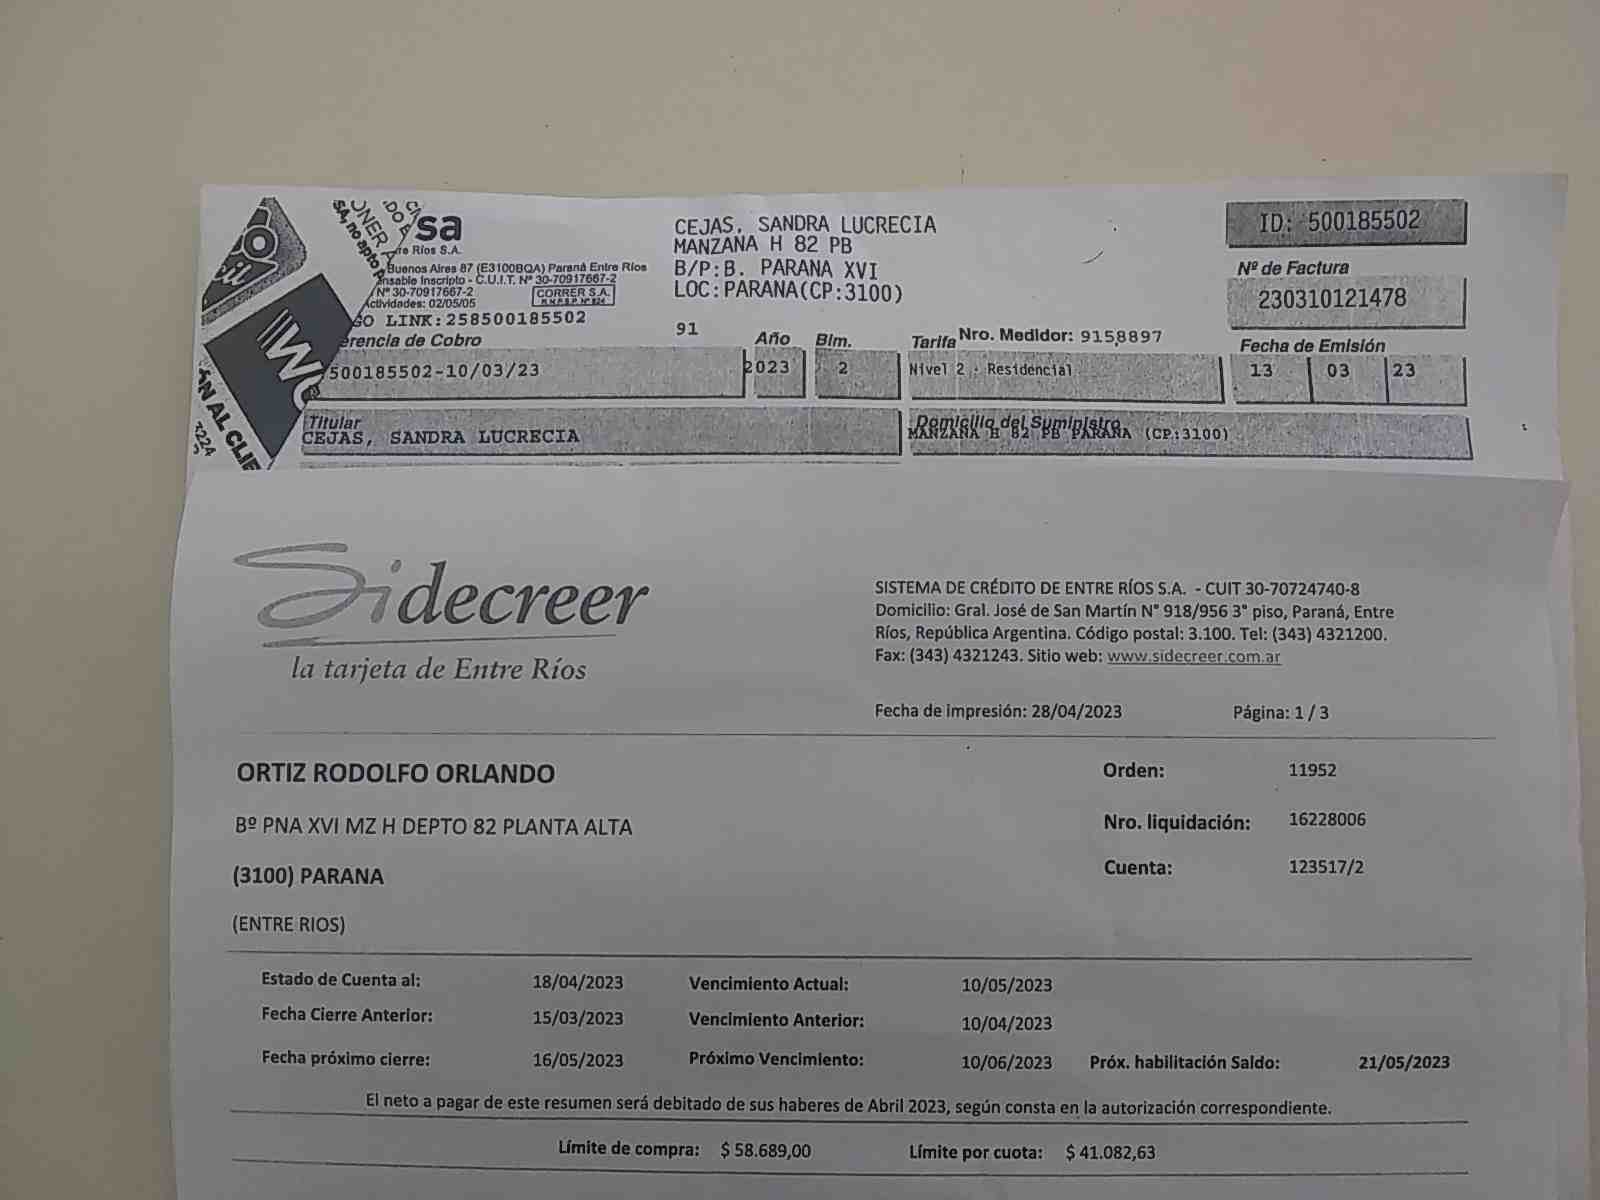 sa
re Ríos S.A.
Buenos Aires 87 (E3100BQA) Paraná Entre Ríos
ensable Inscripto - C.U.I.T. Nº 30-70917667-2
Nº 30-70917667-2
CORRER S.A.
Actividades: 02/05/05
GO LINK:258500185502
CEJAS, SANDRA LUCRECIA
MANZANA H 82 PB
B/P:B. PARANA XVI
LOC:PARANA(CP:3100)
91
ID: 500185502
Nº de Factura
230310121478
erencia de Cobro
Año
Bim.
Tarifa
Nro. Medidor: 9158897
Fecha de Emisión
500185502-10/03/23
2023
2
Nivel 2 - Residencial
13
03
23
Titular
CEJAS, SANDRA LUCRECIA
Domicilio del Suministro
MANZANA H 82 PB PARANA (CP:3100)
Sidecreer
la tarjeta de Entre Ríos
SISTEMA DE CRÉDITO DE ENTRE RÍOS S.A. - CUIT 30-70724740-8
Domicilio: Gral. José de San Martín N° 918/956 3° piso, Paraná, Entre
Ríos, República Argentina. Código postal: 3.100. Tel: (343) 4321200.
Fax: (343) 4321243. Sitio web: www.sidecreer.com.ar
Fecha de impresión: 28/04/2023
Página: 1 / 3
ORTIZ RODOLFO ORLANDO
Orden: 11952
Bº PNA XVI MZ H DEPTO 82 PLANTA ALTA
Nro. liquidación: 16228006
(3100) PARANA
Cuenta: 123517/2
(ENTRE RIOS)
Estado de Cuenta al: 18/04/2023 Vencimiento Actual: 10/05/2023
Fecha Cierre Anterior: 15/03/2023 Vencimiento Anterior: 10/04/2023
Fecha próximo cierre: 16/05/2023 Próximo Vencimiento: 10/06/2023 Próx. habilitación Saldo: 21/05/2023
El neto a pagar de este resumen será debitado de sus haberes de Abril 2023, según consta en la autorización correspondiente.
Límite de compra: $ 58.689,00 Límite por cuota: $ 41.082,63